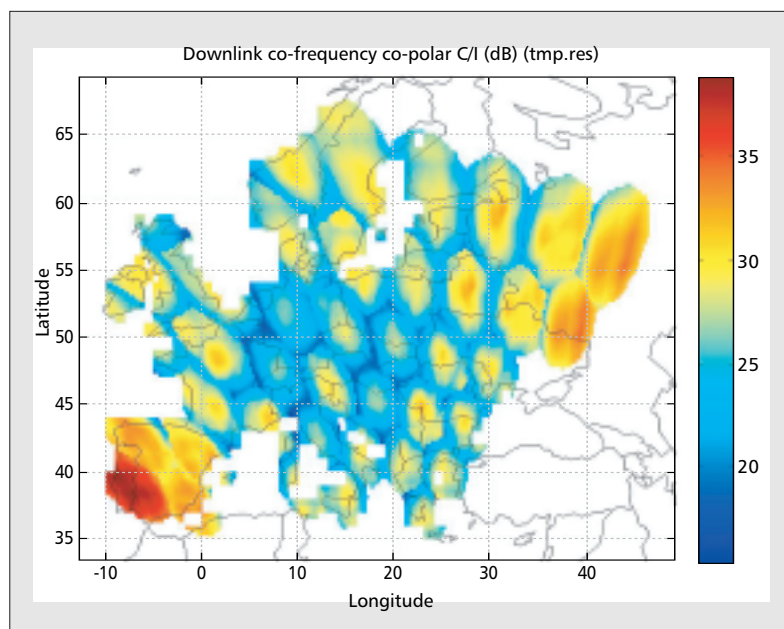 Downlink co-frequency co-polar C/I (dB) (tmp.res)
65
60
55
50
45
40
35
Latitude
-10 0 10 20 30 40
Longitude
35
30
25
20